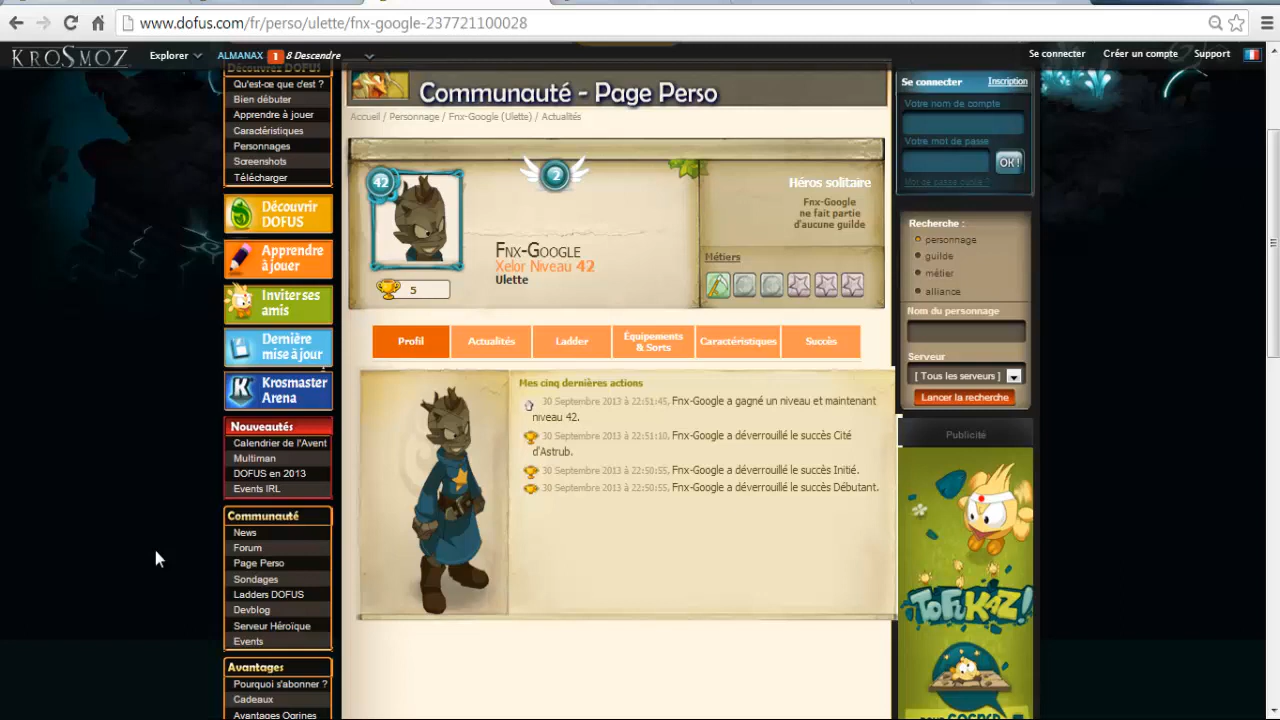 www.dofus.com/fr/perso/ulette/fnx-google-237721100028
KROSMOZ
Explorer
ALMANAX 1 8 Descendre
Se connecter
Créer un compte
Support
Découvrez DOFUS
Qu'est-ce que c'est ?
Bien débuter
Apprendre à jouer
Caractéristiques
Personnages
Screenshots
Télécharger
Découvrir
DOFUS
Apprendre
à jouer
Inviter ses
amis
Dernière
mise à jour
Krosmaster
Arena
Nouveautés
Calendrier de l'Avent
Multiman
DOFUS en 2013
Events IRL
Communauté
News
Forum
Page Perso
Sondages
Ladders DOFUS
Devblog
Serveur Héroïque
Events
Avantages
Pourquoi s'abonner ?
Cadeaux
Avantages Ogrines
Communauté - Page Perso
Accueil / Personnage / Fnx-Google (Ulette) / Actualités
42
2
Fnx-Google
Xelor Niveau 42
Ulette
5
Héros solitaire
Fnx-Google
ne fait partie
d'aucune guilde
Métiers
Profil
Actualités
Ladder
Équipements
& Sorts
Caractéristiques
Succès
Mes cinq dernières actions
30 Septembre 2013 à 22:51:45, Fnx-Google a gagné un niveau et maintenant
niveau 42.
30 Septembre 2013 à 22:51:10, Fnx-Google a déverrouillé le succès Cité
d'Astrub.
30 Septembre 2013 à 22:50:55, Fnx-Google a déverrouillé le succès Initié.
30 Septembre 2013 à 22:50:55, Fnx-Google a déverrouillé le succès Débutant.
Se connecter
Inscription
Votre nom de compte
Votre mot de passe
OK !
Mot de passe oublié ?
Recherche :
personnage
guilde
métier
alliance
Nom du personnage
Serveur
[ Tous les serveurs ]
Lancer la recherche
Publicité
TOFUKAZ!